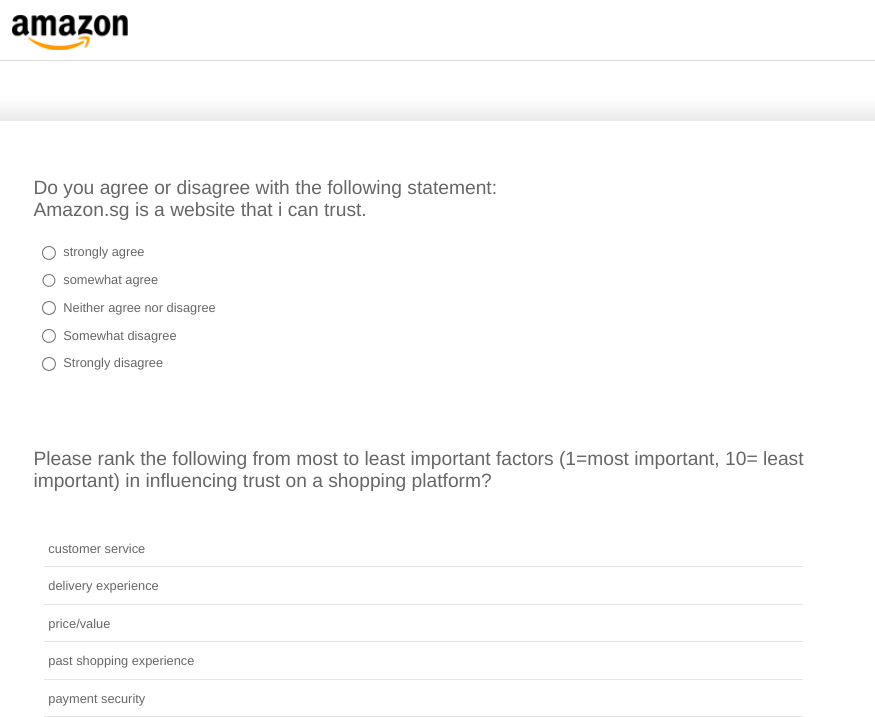 amazon
Do you agree or disagree with the following statement:
Amazon.sg is a website that i can trust.
strongly agree
somewhat agree
Neither agree nor disagree
Somewhat disagree
Strongly disagree
Please rank the following from most to least important factors (1=most important, 10= least
important) in influencing trust on a shopping platform?
customer service
delivery experience
price/value
past shopping experience
payment security